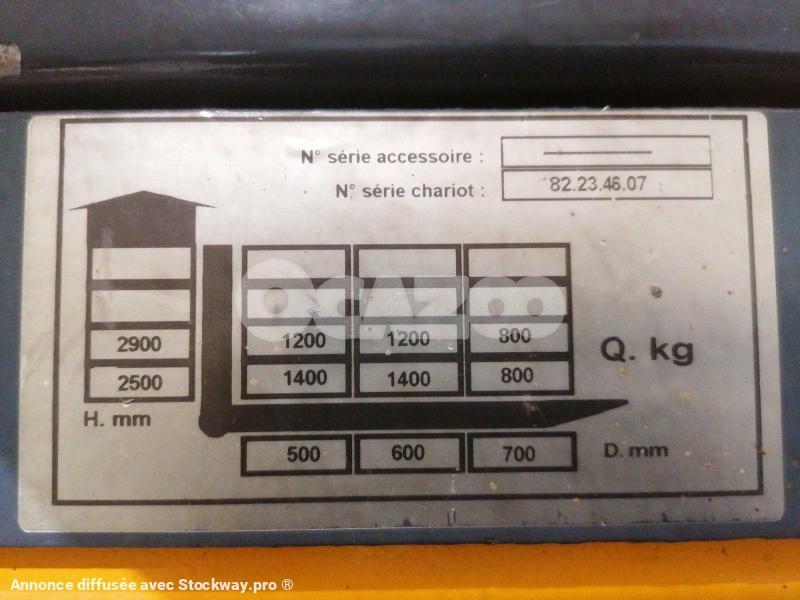 N° série accessoire :
N° série chariot : 82.23.46.07
OCAZOO
2900 1200 1200 800 Q. kg
2500 1400 1400 800
H. mm
500 600 700 D. mm
Annonce diffusée avec Stockway.pro ®